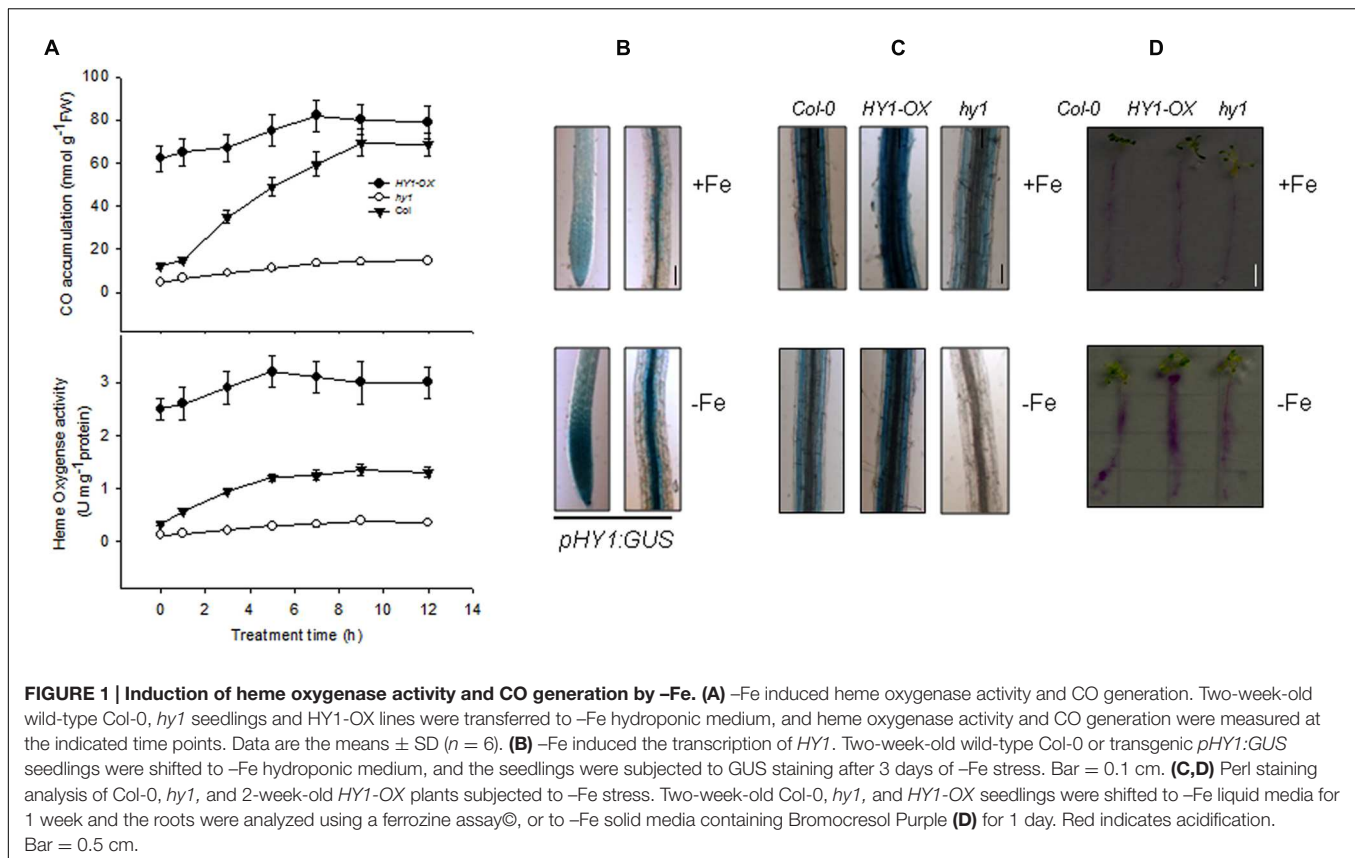 A
B
C
D
100
80
60
40
20
0
CO accumulation (nmol g⁻¹FW)
HY1-OX
hy1
Col
3
2
1
0
Heme Oxygense activity
(U mg⁻¹protein)
0 2 4 6 8 10 12 14
Treatment time (h)
+Fe
-Fe
pHY1:GUS
Col-0 HY1-OX hy1
+Fe
-Fe
Col-0 HY1-OX hy1
+Fe
-Fe
FIGURE 1 | Induction of heme oxygenase activity and CO generation by –Fe. (A) –Fe induced heme oxygenase activity and CO generation. Two-week-old
wild-type Col-0, hy1 seedlings and HY1-OX lines were transferred to –Fe hydroponic medium, and heme oxygenase activity and CO generation were measured at
the indicated time points. Data are the means ± SD (n = 6). (B) –Fe induced the transcription of HY1. Two-week-old wild-type Col-0 or transgenic pHY1:GUS
seedlings were shifted to –Fe hydroponic medium, and the seedlings were subjected to GUS staining after 3 days of –Fe stress. Bar = 0.1 cm. (C,D) Perl staining
analysis of Col-0, hy1, and 2-week-old HY1-OX plants subjected to –Fe stress. Two-week-old Col-0, hy1, and HY1-OX seedlings were shifted to –Fe liquid media for
1 week and the roots were analyzed using a ferrozine assay©, or to –Fe solid media containing Bromocresol Purple (D) for 1 day. Red indicates acidification.
Bar = 0.5 cm.